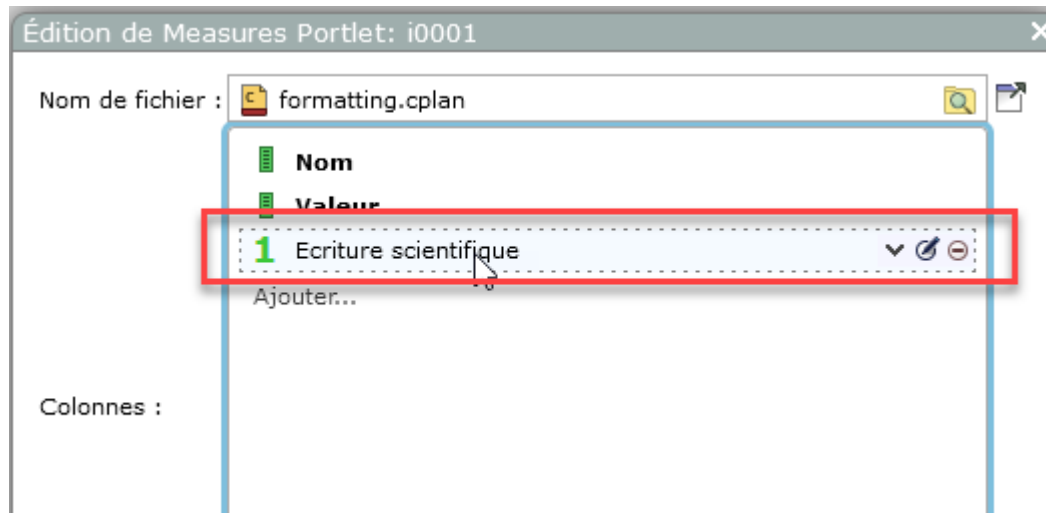 Édition de Measures Portlet: i0001
Nom de fichier : formatting.cplan
Nom
Valeur
1 Ecriture scientifique
Ajouter...
Colonnes :